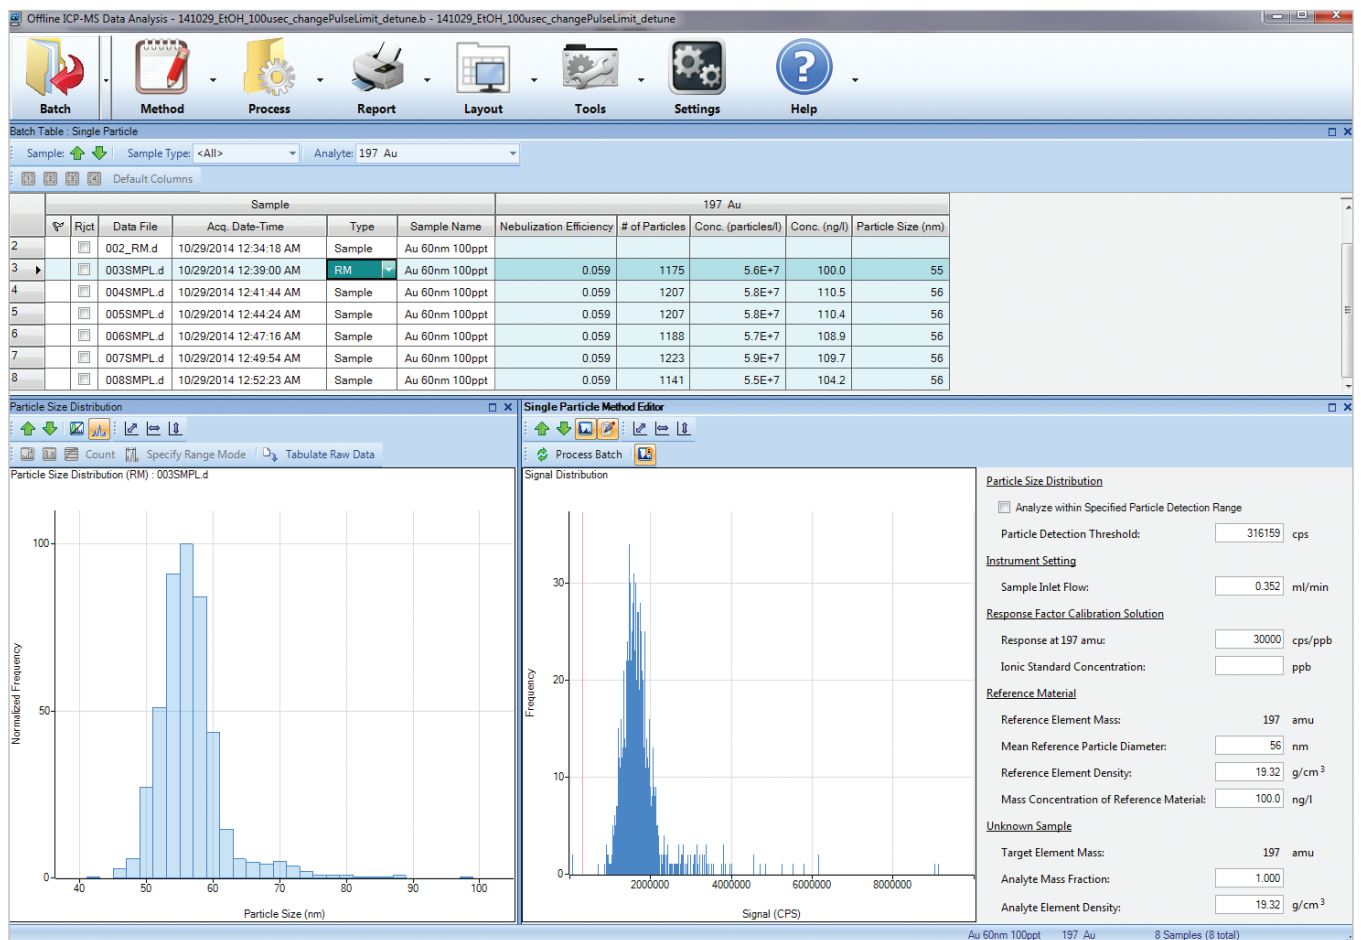 Offline ICP-MS Data Analysis - 141029_EtOH_100usec_changePulseLimit_detune.b - 141029_EtOH_100usec_changePulseLimit_detune
Batch Method Process Report Layout Tools Settings Help
Batch Table : Single Particle
Sample: Sample Type: <All> Analyte: 197 Au
Default Columns
Sample 197 Au
Rjct Data File Acq. Date-Time Type Sample Name Nebulization Efficiency # of Particles Conc. (particles/l) Conc. (ng/l) Particle Size (nm)
2 002_RM.d 10/29/2014 12:34:18 AM Sample Au 60nm 100ppt
3 003SMPL.d 10/29/2014 12:39:00 AM RM Au 60nm 100ppt 0.059 1175 5.6E+7 100.0 55
4 004SMPL.d 10/29/2014 12:41:44 AM Sample Au 60nm 100ppt 0.059 1207 5.8E+7 110.5 56
5 005SMPL.d 10/29/2014 12:44:24 AM Sample Au 60nm 100ppt 0.059 1207 5.8E+7 110.4 56
6 006SMPL.d 10/29/2014 12:47:16 AM Sample Au 60nm 100ppt 0.059 1188 5.7E+7 108.9 56
7 007SMPL.d 10/29/2014 12:49:54 AM Sample Au 60nm 100ppt 0.059 1223 5.9E+7 109.7 56
8 008SMPL.d 10/29/2014 12:52:23 AM Sample Au 60nm 100ppt 0.059 1141 5.5E+7 104.2 56
Particle Size Distribution
Count Specify Range Mode Tabulate Raw Data
Particle Size Distribution (RM) : 003SMPL.d
Normalized Frequency
100
50
0
40 50 60 70 80 90 100
Particle Size (nm)
Single Particle Method Editor
Process Batch
Signal Distribution
Frequency
30
20
10
0
2000000 4000000 6000000 8000000
Signal (CPS)
Particle Size Distribution
Analyze within Specified Particle Detection Range
Particle Detection Threshold: 316159 cps
Instrument Setting
Sample Inlet Flow: 0.352 ml/min
Response Factor Calibration Solution
Response at 197 amu: 30000 cps/ppb
Ionic Standard Concentration: ppb
Reference Material
Reference Element Mass: 197 amu
Mean Reference Particle Diameter: 56 nm
Reference Element Density: 19.32 g/cm³
Mass Concentration of Reference Material: 100.0 ng/l
Unknown Sample
Target Element Mass: 197 amu
Analyte Mass Fraction: 1.000
Analyte Element Density: 19.32 g/cm³
Au 60nm 100ppt 197 Au 8 Samples (8 total)